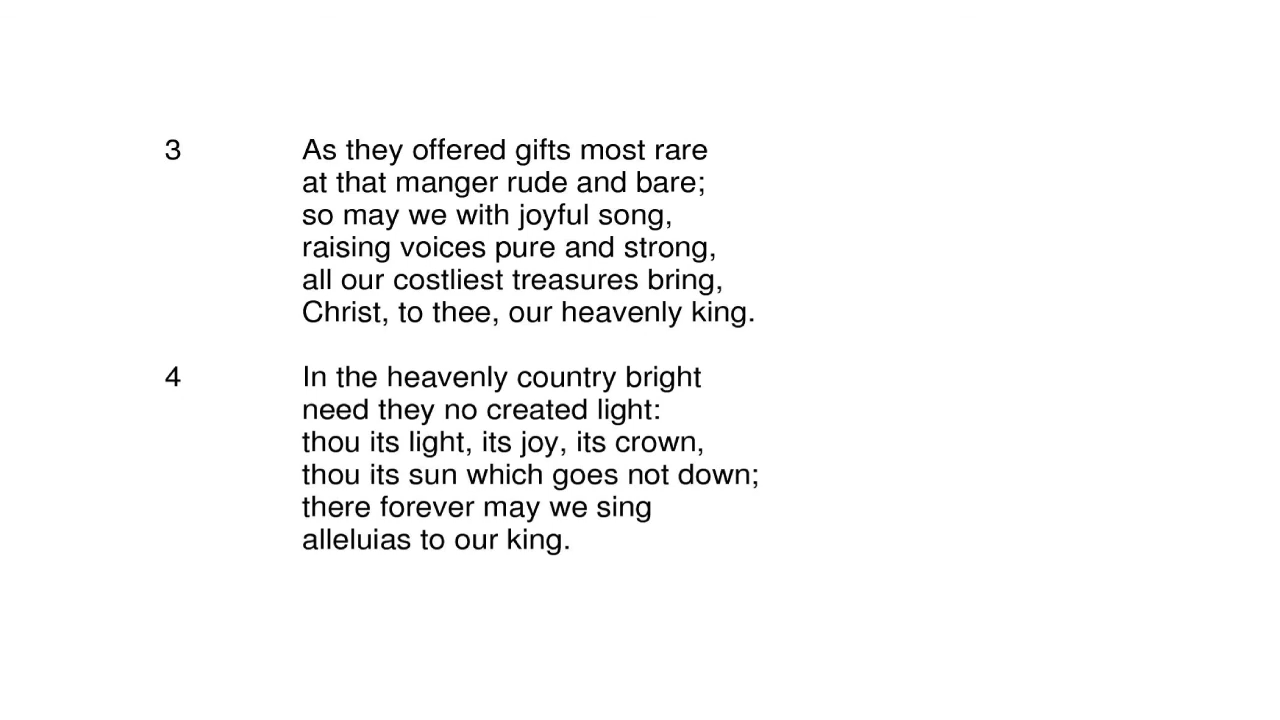 3 As they offered gifts most rare
at that manger rude and bare;
so may we with joyful song,
raising voices pure and strong,
all our costliest treasures bring,
Christ, to thee, our heavenly king.
4 In the heavenly country bright
need they no created light:
thou its light, its joy, its crown,
thou its sun which goes not down;
there forever may we sing
alleluias to our king.